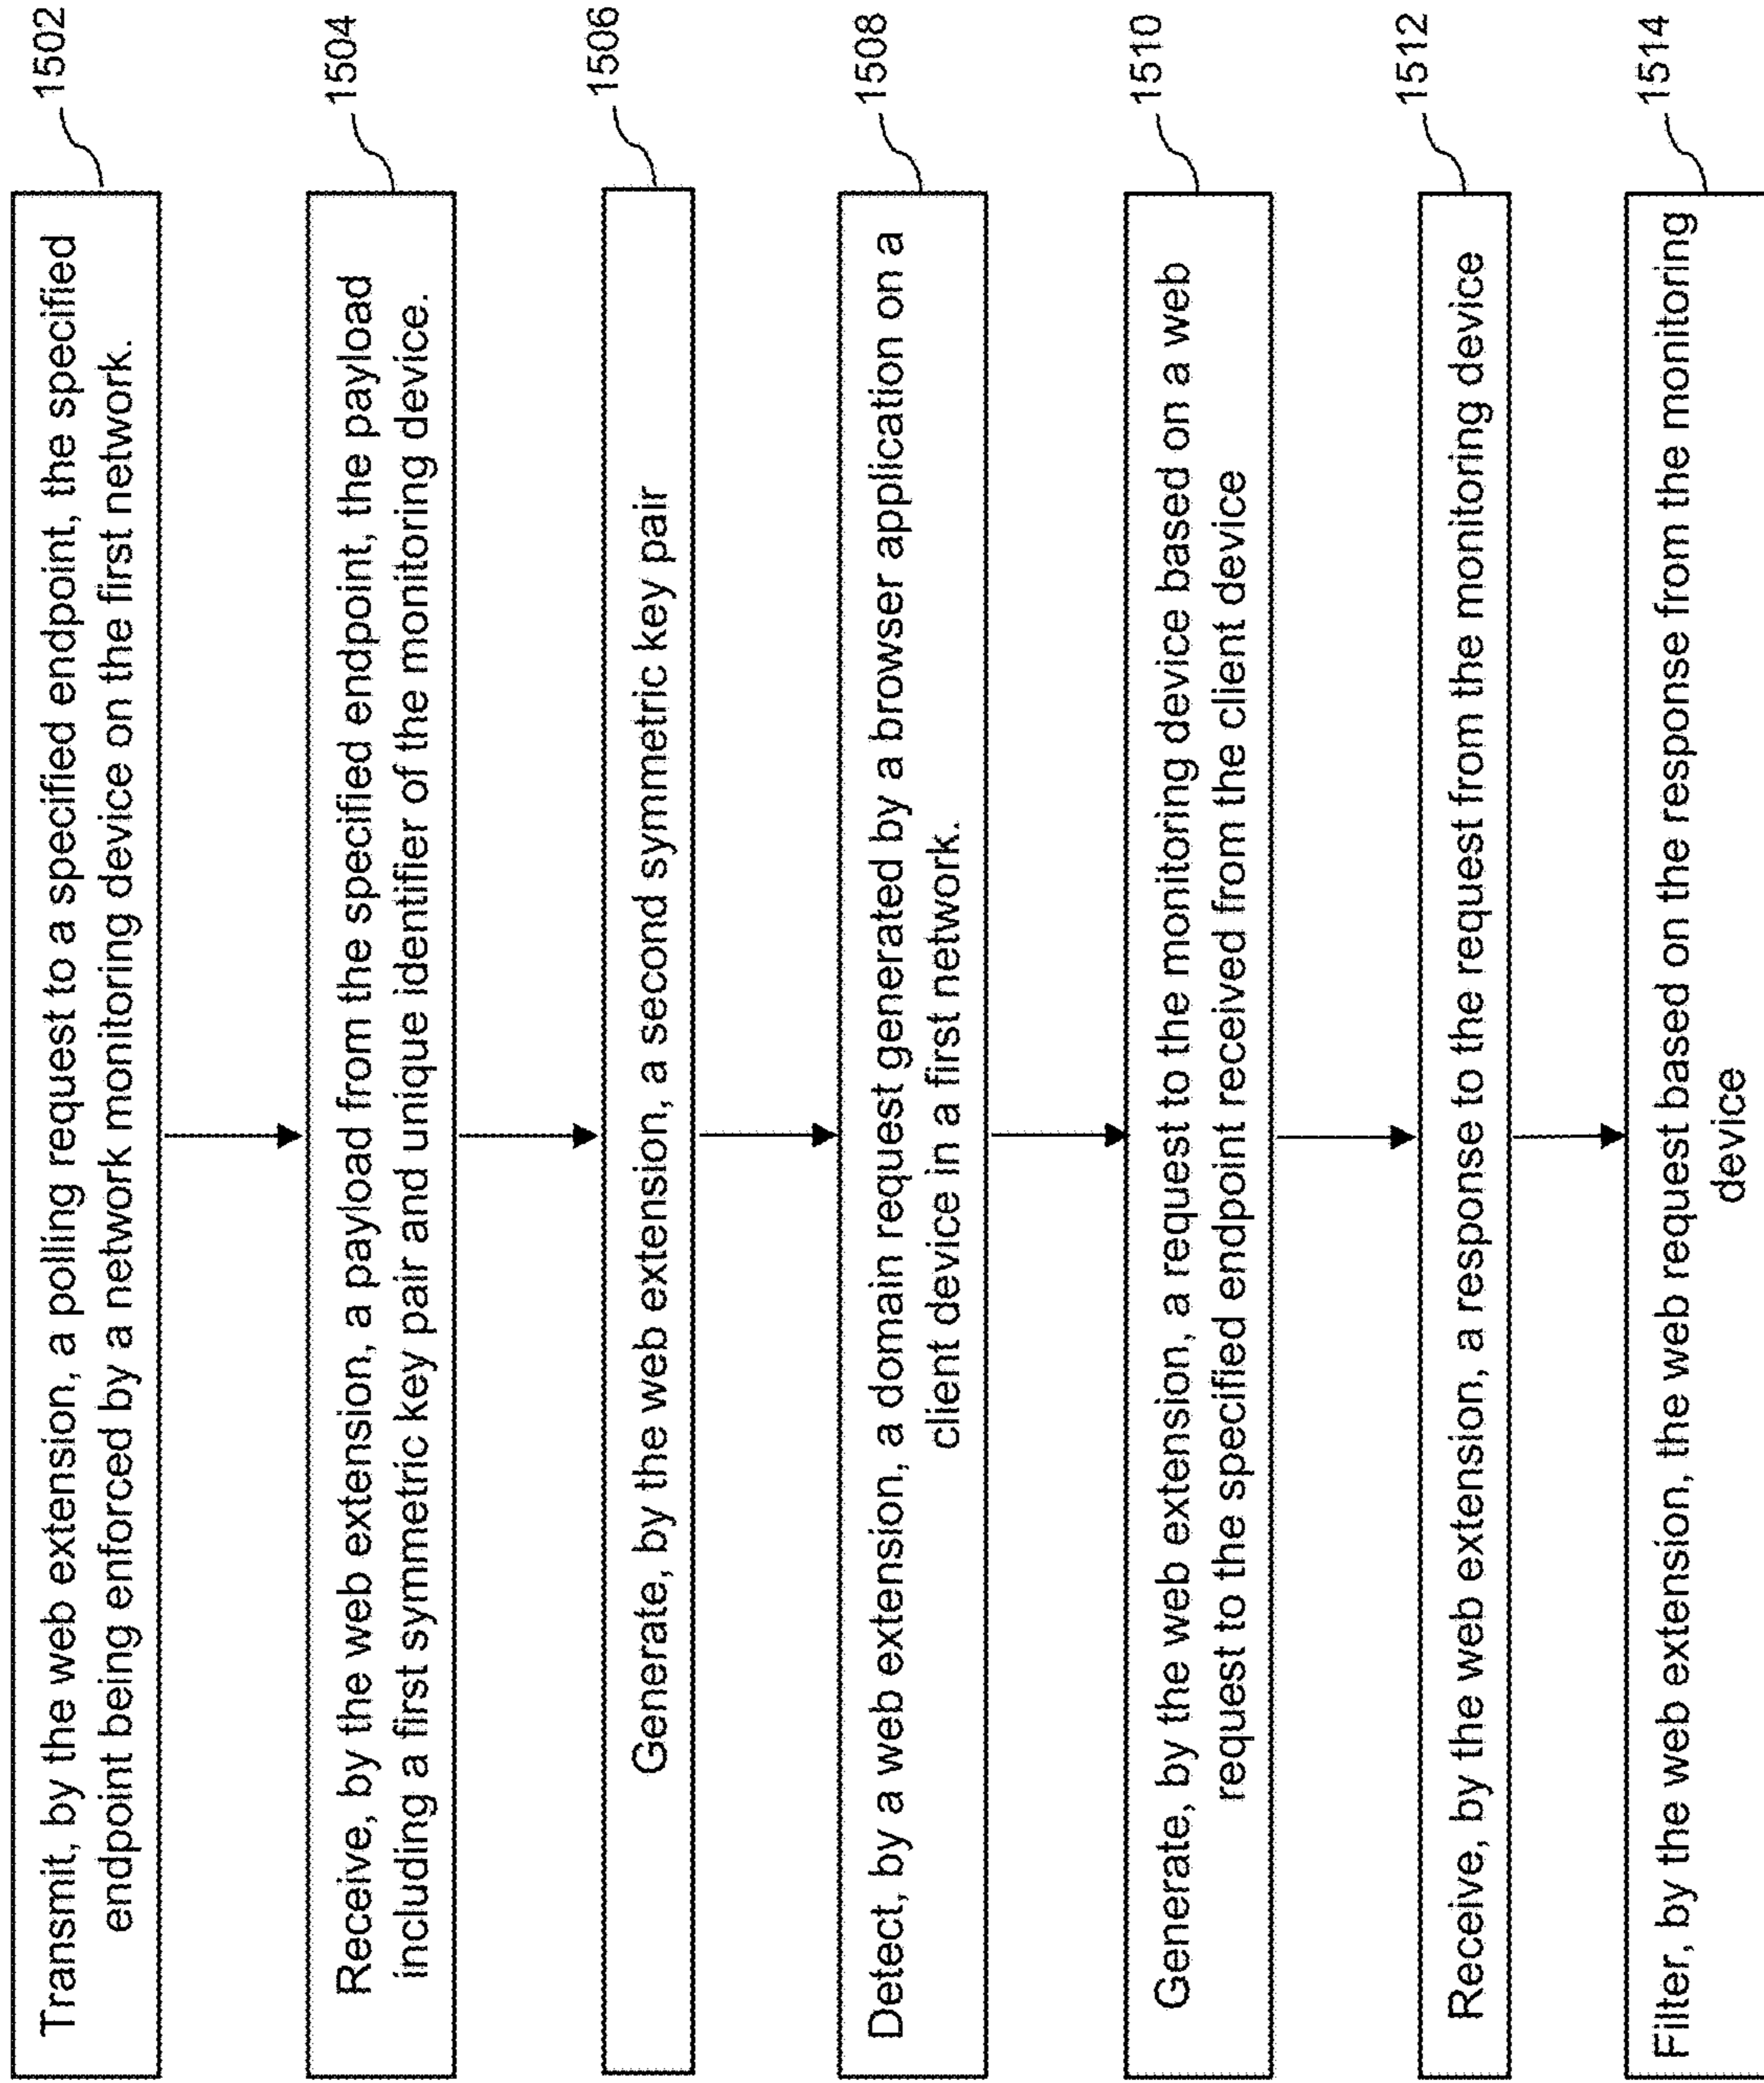 Transmit, by the web extension, a polling request to a specified endpoint, the specified
endpoint being enforced by a network monitoring device on the first network.
1502
Receive, by the web extension, a payload from the specified endpoint, the payload
including a first symmetric key pair and unique identifier of the monitoring device.
1504
Generate, by the web extension, a second symmetric key pair
1506
Detect, by a web extension, a domain request generated by a browser application on a
client device in a first network.
1508
Generate, by the web extension, a request to the monitoring device based on a web
request to the specified endpoint received from the client device
1510
Receive, by the web extension, a response to the request from the monitoring device
1512
Filter, by the web extension, the web request based on the response from the monitoring
device
1514